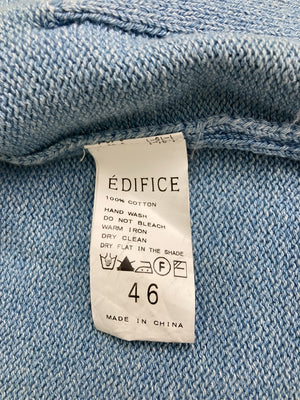 ÉDIFICE
100% COTTON
HAND WASH
DO NOT BLEACH
WARM IRON
DRY CLEAN
DRY FLAT IN THE SHADE
F
46
MADE IN CHINA